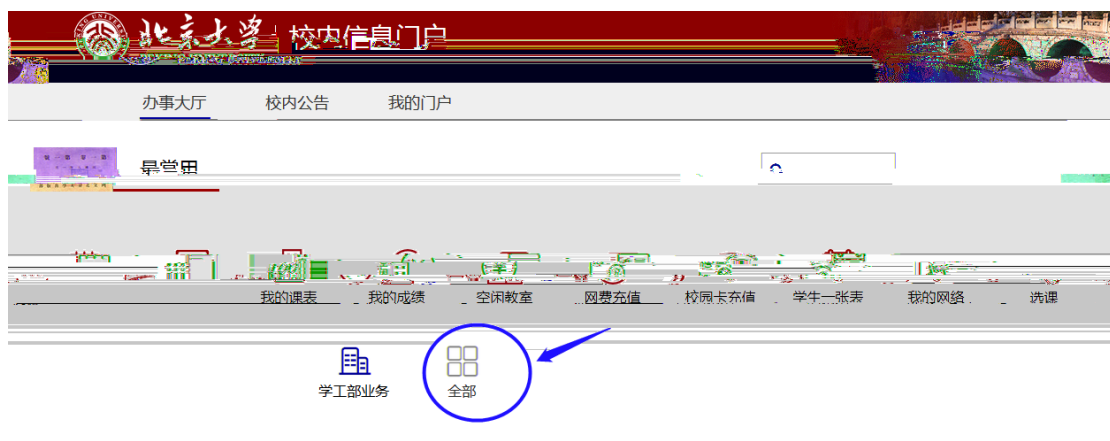 北京大学 校内信息门户
办事大厅 校内公告 我的门户
最常用
我的课表 我的成绩 空闲教室 网费充值 校园卡充值 学生一张表 我的网络 选课
学工部业务 全部